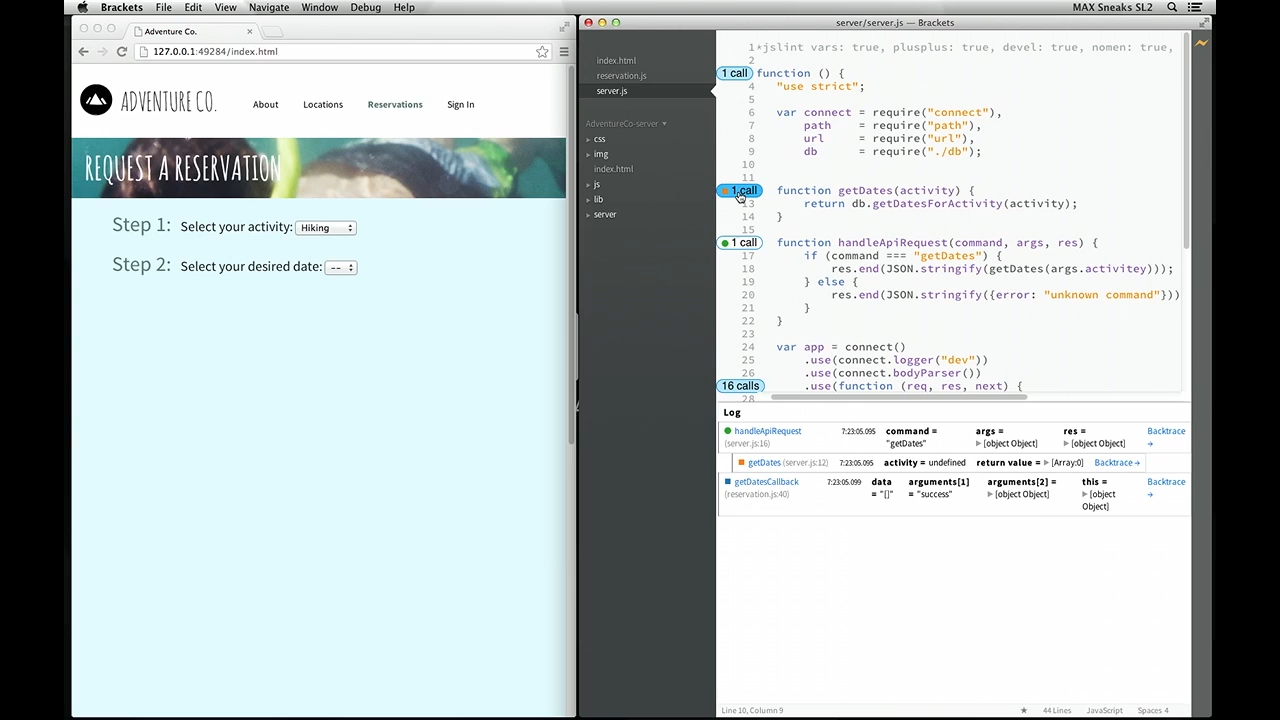 Brackets File Edit View Navigate Window Debug Help
MAX Sneaks SL2
Adventure Co.
127.0.0.1:49284/index.html
ADVENTURE CO.
About Locations Reservations Sign In
REQUEST A RESERVATION
Step 1: Select your activity: Hiking
Step 2: Select your desired date: --
server/server.js — Brackets
index.html
reservation.js
server.js
AdventureCo-server
css
img
index.html
js
lib
server
1 *jslint vars: true, plusplus: true, devel: true, nomen: true,
2
1 call function () {
4 "use strict";
5
6 var connect = require("connect"),
7 path = require("path"),
8 url = require("url"),
9 db = require("./db");
10
11
1 call function getDates(activity) {
13 return db.getDatesForActivity(activity);
14 }
15
1 call function handleApiRequest(command, args, res) {
17 if (command === "getDates") {
18 res.end(JSON.stringify(getDates(args.activitey)));
19 } else {
20 res.end(JSON.stringify({error: "unknown command"}))
21 }
22 }
23
24 var app = connect()
25 .use(connect.logger("dev"))
26 .use(connect.bodyParser())
16 calls .use(function (req, res, next) {
28
Log
handleApiRequest 7:23:05.095 command = args = res = Backtrace
(server.js:16) "getDates" [object Object] [object Object] →
getDates (server.js:12) 7:23:05.095 activity = undefined return value = [Array:0] Backtrace →
getDatesCallback 7:23:05.099 data arguments[1] arguments[2] = this = Backtrace
(reservation.js:40) = "[]" = "success" [object Object] [object →
Object]
Line 10, Column 9 44 Lines JavaScript Spaces 4